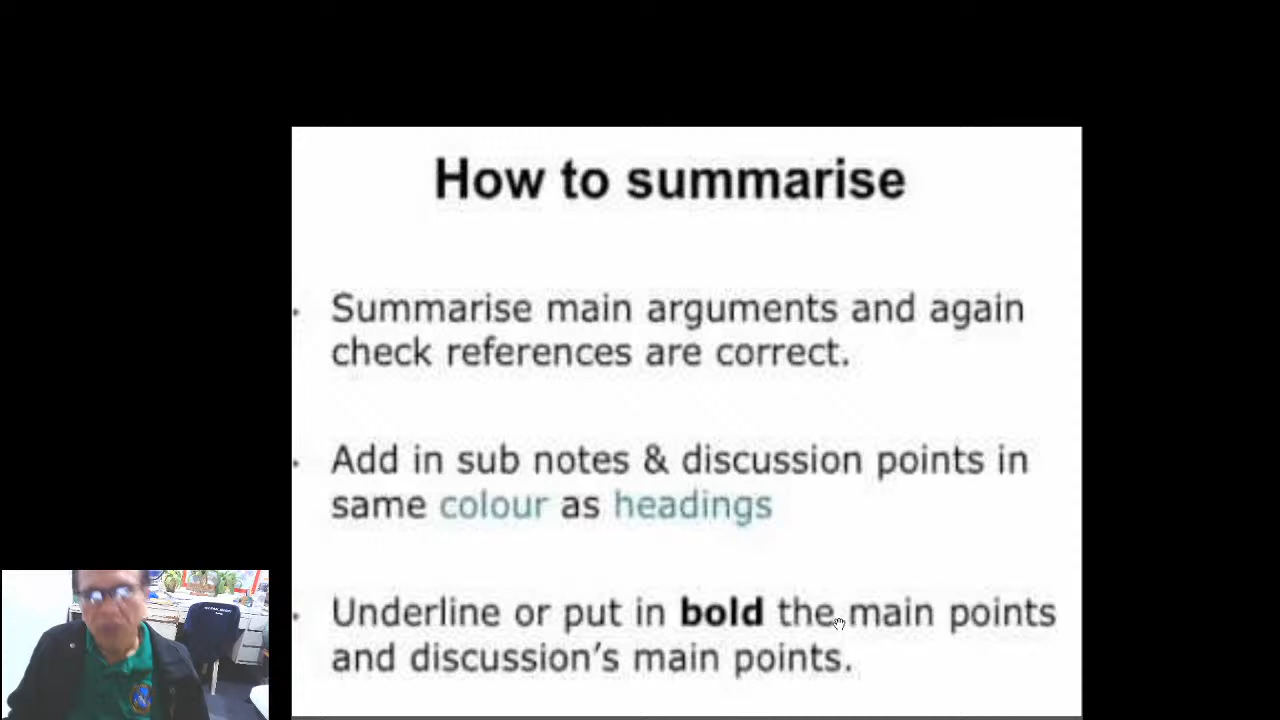 How to summarise
· Summarise main arguments and again
check references are correct.
· Add in sub notes & discussion points in
same colour as headings
· Underline or put in bold the main points
and discussion's main points.